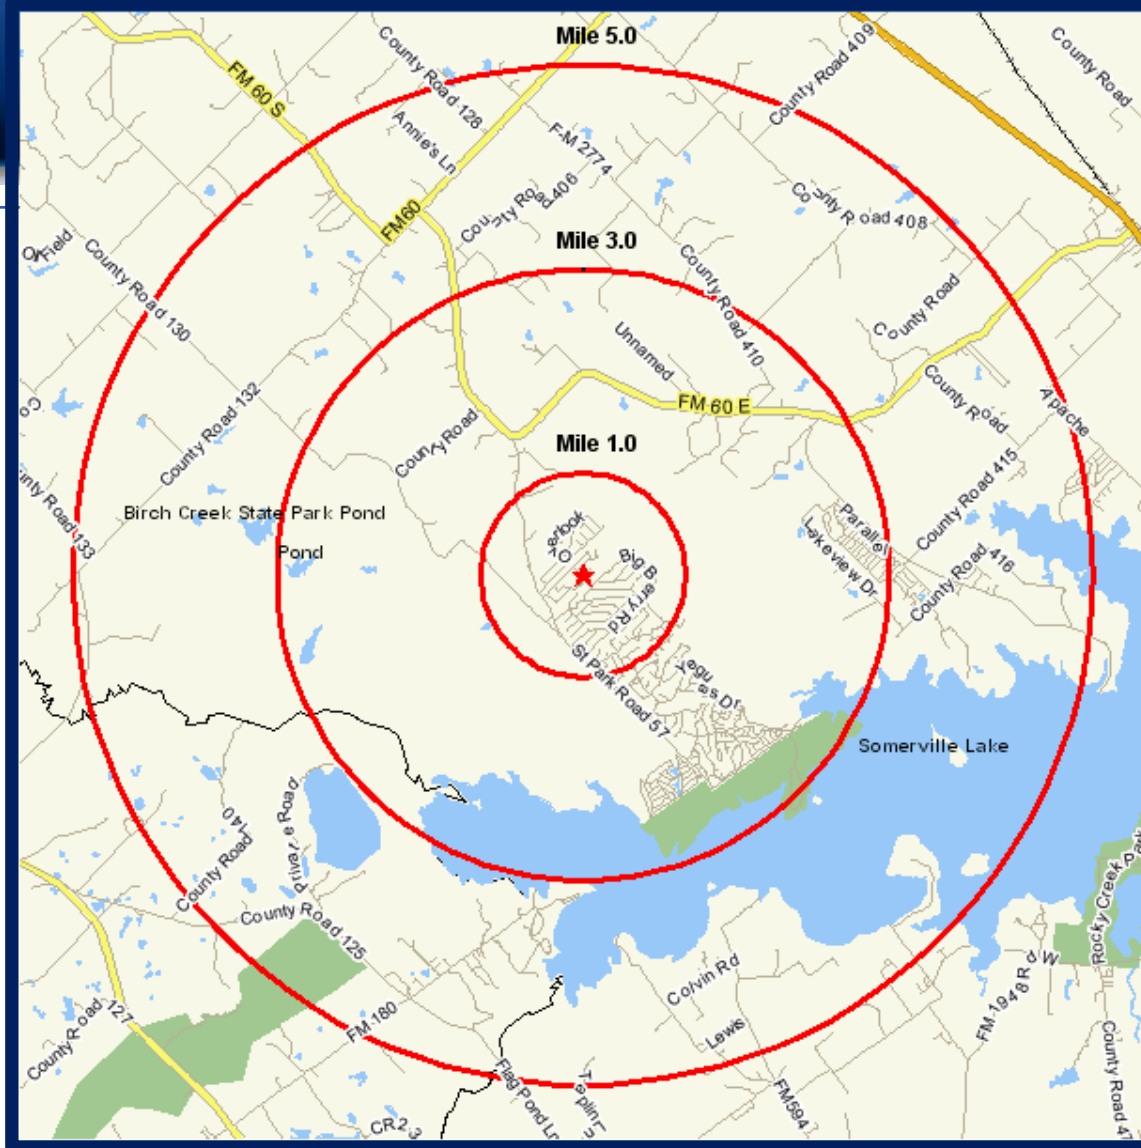 Mile 5.0
County Road 409
County Road
County Road 128
FM 60 S
Annie's Ln
F-M 2774
County Road 406
County Road 408
FM60
Mile 3.0
Field
County Road 130
County Road 410
County Road
Unnamed
County Road 132
FM 60 E
County Road
Apache
Co
County Road
Mile 1.0
County Road 415
unty Road 133
Birch Creek State Park Pond
Pond
Overlook
Big Berry Rd
Parallel
Lakeview Dr
County Road 416
St Park Road 57
Somerville Lake
Private Road
County Road 140
County Road 125
Rocky Creek Park
Colvin Rd
FM-1948 Rd W
FM-180
County Road 127
Lewis
County Road 47
Flag Pond Ln
FM594
CR2 3